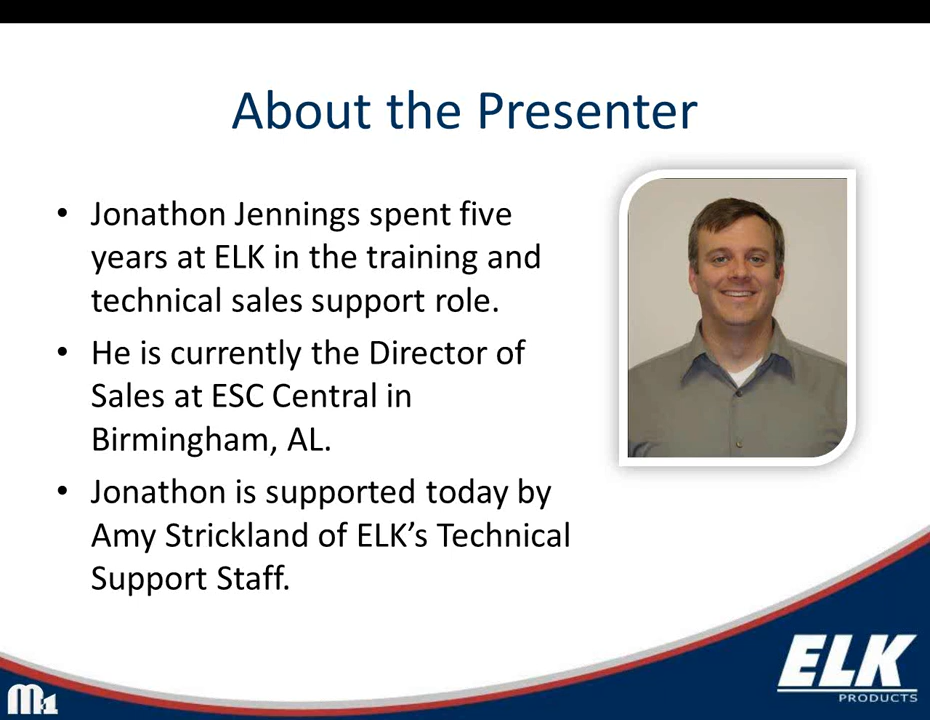 About the Presenter
• Jonathon Jennings spent five
years at ELK in the training and
technical sales support role.
• He is currently the Director of
Sales at ESC Central in
Birmingham, AL.
• Jonathon is supported today by
Amy Strickland of ELK’s Technical
Support Staff.
M1
ELK
PRODUCTS